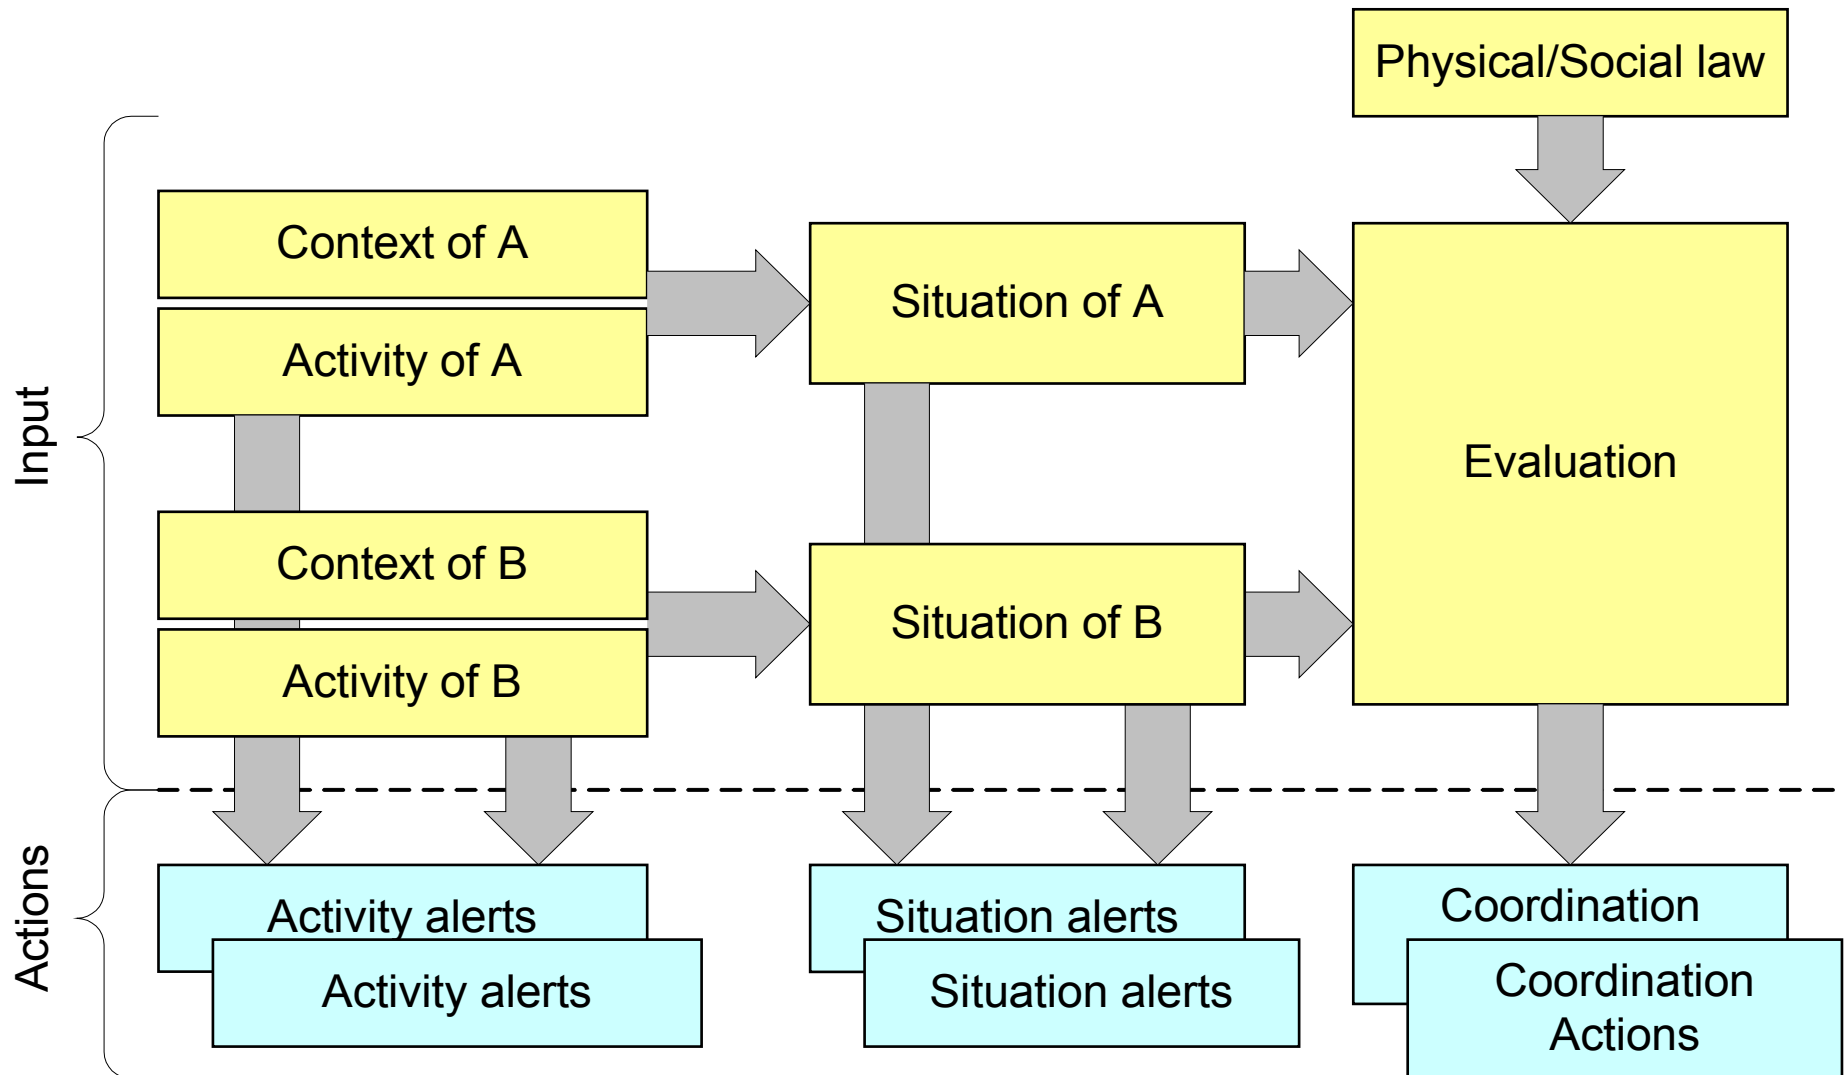 Physical/Social law
Context of A
Activity of A
Situation of A
Evaluation
Input
Context of B
Activity of B
Situation of B
Actions
Activity alerts
Activity alerts
Situation alerts
Situation alerts
Coordination
Coordination
Actions